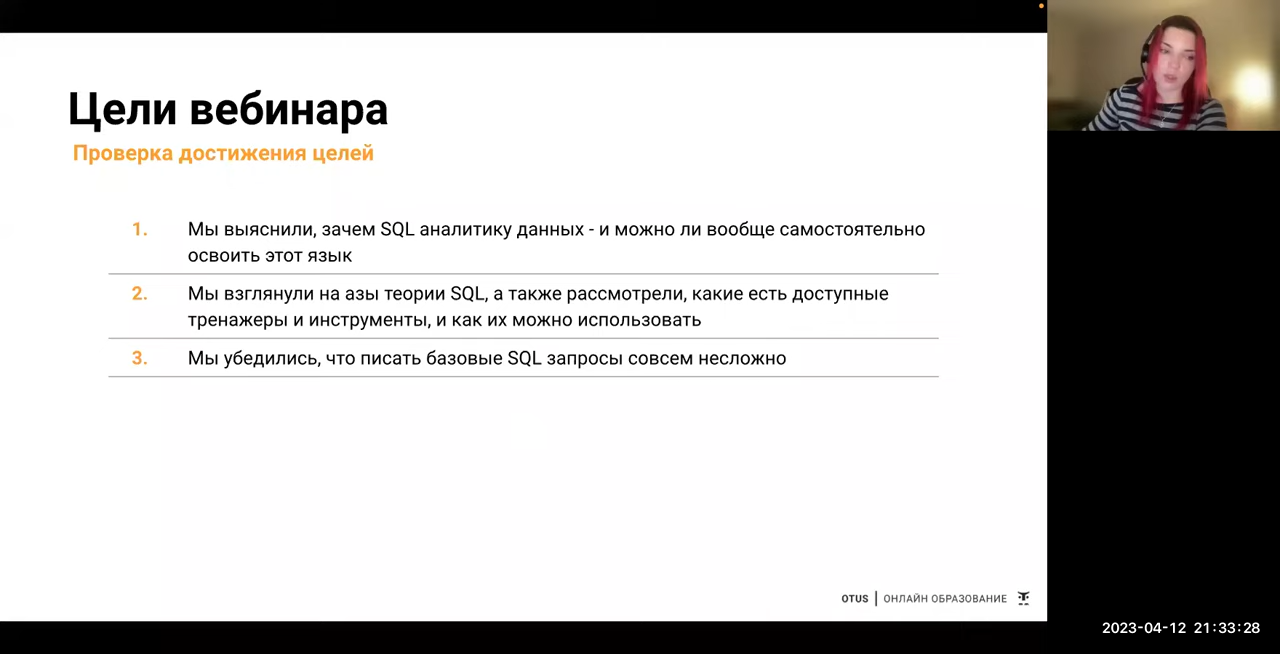 Цели вебинара
Проверка достижения целей
1. Мы выяснили, зачем SQL аналитику данных - и можно ли вообще самостоятельно
освоить этот язык
2. Мы взглянули на азы теории SQL, а также рассмотрели, какие есть доступные
тренажеры и инструменты, и как их можно использовать
3. Мы убедились, что писать базовые SQL запросы совсем несложно
OTUS | ОНЛАЙН ОБРАЗОВАНИЕ
2023-04-12 21:33:28